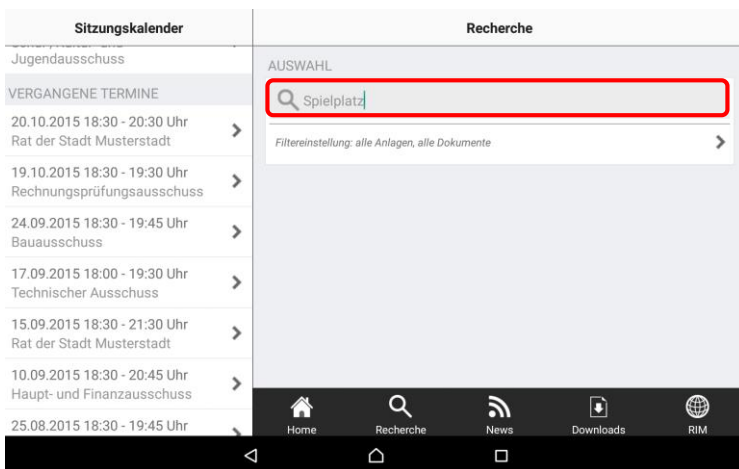 Sitzungskalender
Jugendausschuss
VERGANGENE TERMINE
20.10.2015 18:30 - 20:30 Uhr
Rat der Stadt Musterstadt
19.10.2015 18:30 - 19:30 Uhr
Rechnungsprüfungsausschuss
24.09.2015 18:30 - 19:45 Uhr
Bauausschuss
17.09.2015 18:00 - 19:30 Uhr
Technischer Ausschuss
15.09.2015 18:30 - 21:30 Uhr
Rat der Stadt Musterstadt
10.09.2015 18:30 - 20:45 Uhr
Haupt- und Finanzausschuss
25.08.2015 18:30 - 19:45 Uhr
Recherche
AUSWAHL
Spielplatz
Filtereinstellung: alle Anlagen, alle Dokumente
Home Recherche News Downloads RIM